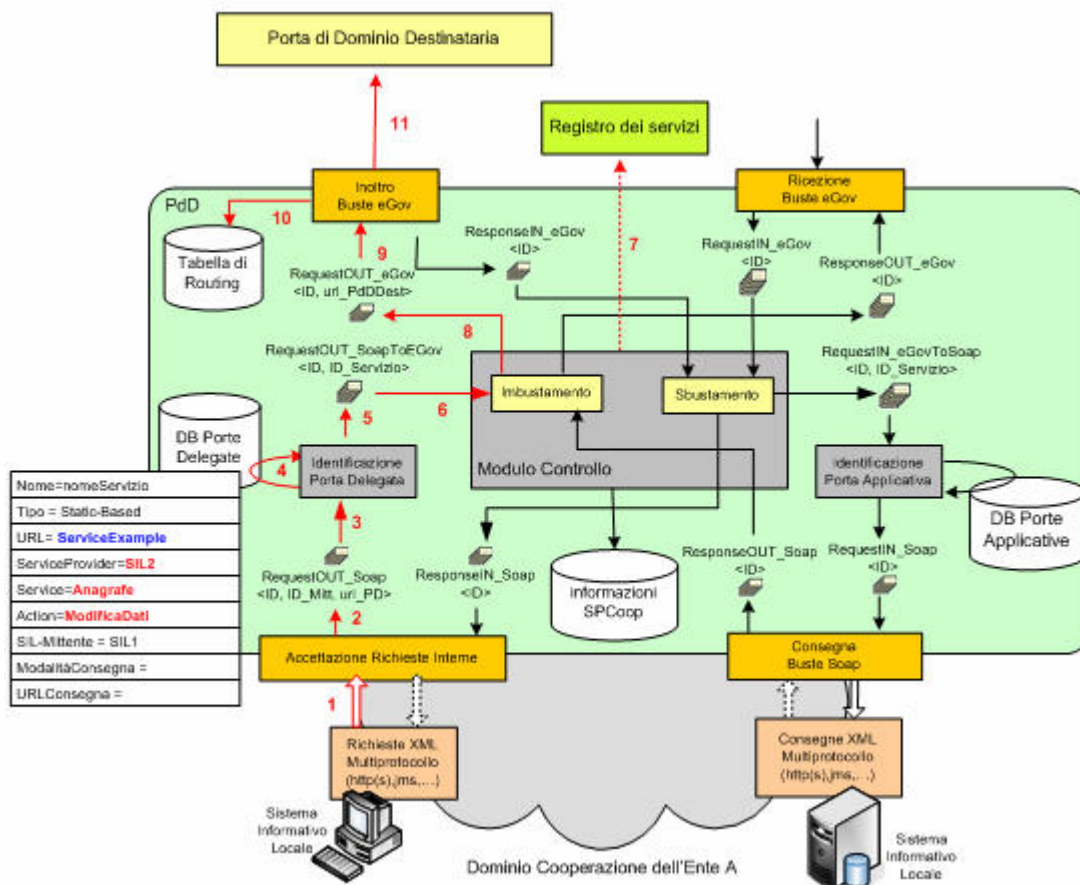 Porta di Dominio Destinataria
11
Registro dei servizi
Inoltro
Buste eGov
Ricezione
Buste eGov
PdD
10
Tabella di
Routing
9
RequestOUT_eGov
<ID, url_PdDDest>
ResponseIN_eGov
<ID>
7
RequestIN_eGov
<ID>
ResponseOUT_eGov
<ID>
8
RequestOUT_SoapToEGov
<ID, ID_Servizio>
RequestIN_eGovToSoap
<ID, ID_Servizio>
Imbustamento
Sbustamento
5
6
DB Porte
Delegate
4
Identificazione
Porta Delegata
Modulo Controllo
Identificazione
Porta Applicativa
DB Porte
Applicative
Nome=nomeServizio
Tipo = Static-Based
URL= ServiceExample
ServiceProvider=SIL2
Service=Anagrafe
Action=ModificaDati
SIL-Mittente = SIL1
ModalitàConsegna =
URLConsegna =
3
RequestOUT_Soap
<ID, ID_Mitt, url_PD>
ResponseIN_Soap
<ID>
informazioni
SPCoop
ResponseOUT_Soap
<ID>
RequestIN_Soap
<ID>
2
Accettazione Richieste Interne
Consegna
Buste Soap
1
Richieste XML
Multiprotocollo
(http(s),jms,...)
Consegne XML
Multiprotocollo
(http(s),jms,...)
Sistema
Informativo
Locale
Dominio Cooperazione dell'Ente A
Sistema
Informativo
Locale